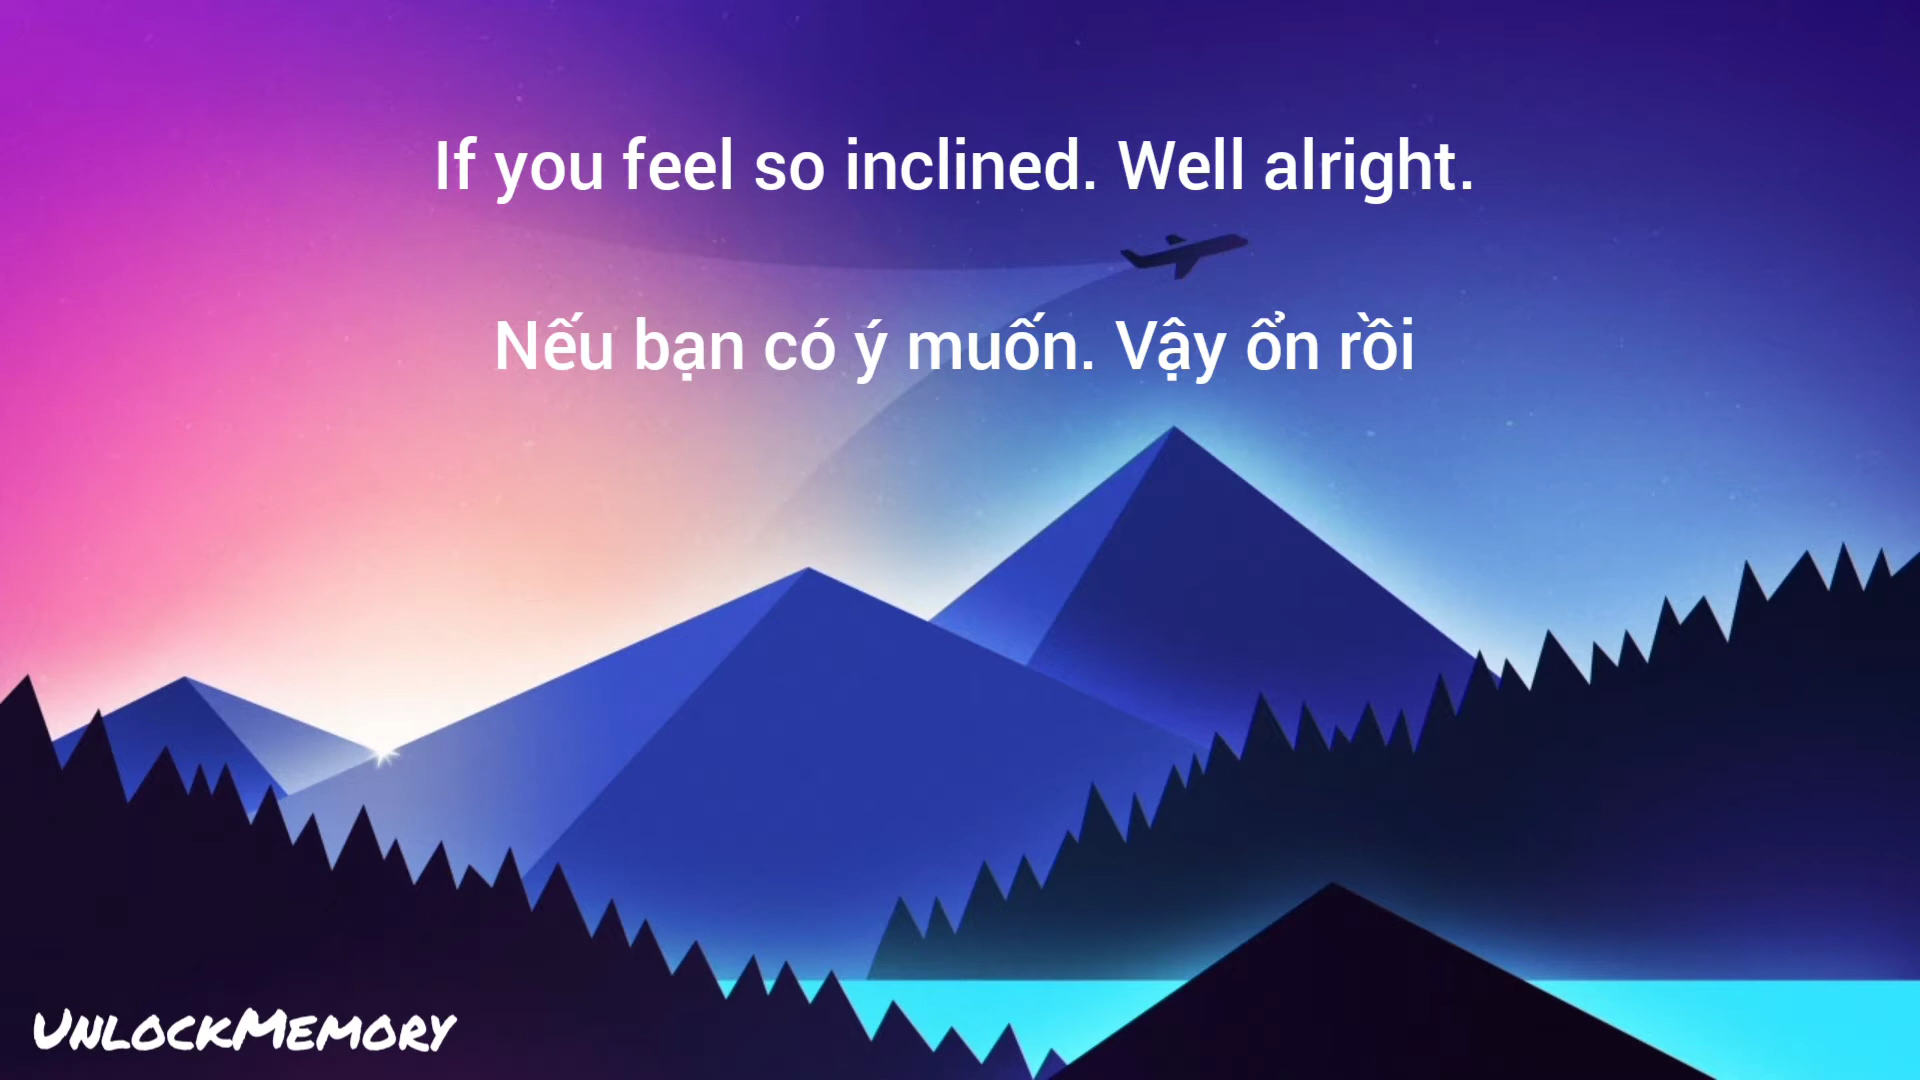 If you feel so inclined. Well alright.
Nếu bạn có ý muốn. Vậy ổn rồi
UnlockMemory